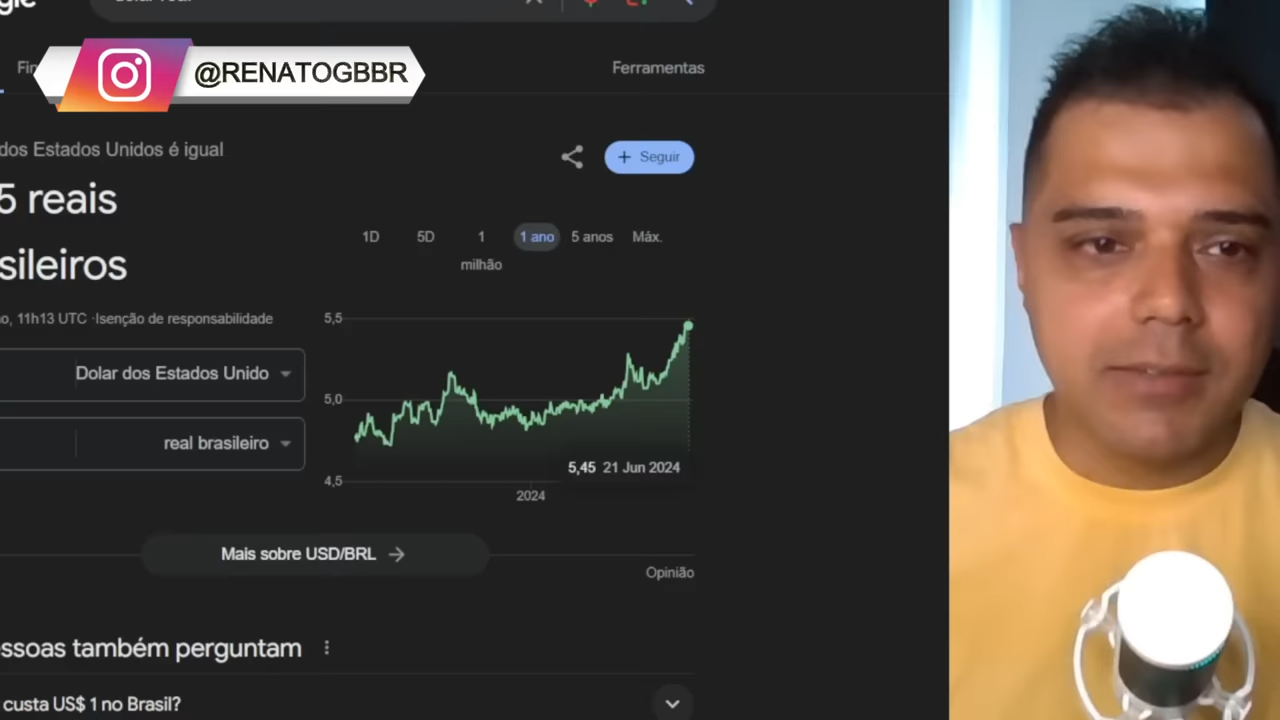 @RENATOGBBR
Ferramentas
dos Estados Unidos é igual
Seguir
5 reais
sileiros
1D 5D 1 milhão 1 ano 5 anos Máx.
o, 11h13 UTC ·Isenção de responsabilidade
5,5
5,0
4,5
Dolar dos Estados Unido
real brasileiro
5,45 21 Jun 2024
2024
Mais sobre USD/BRL
Opinião
ssoas também perguntam
custa US$ 1 no Brasil?